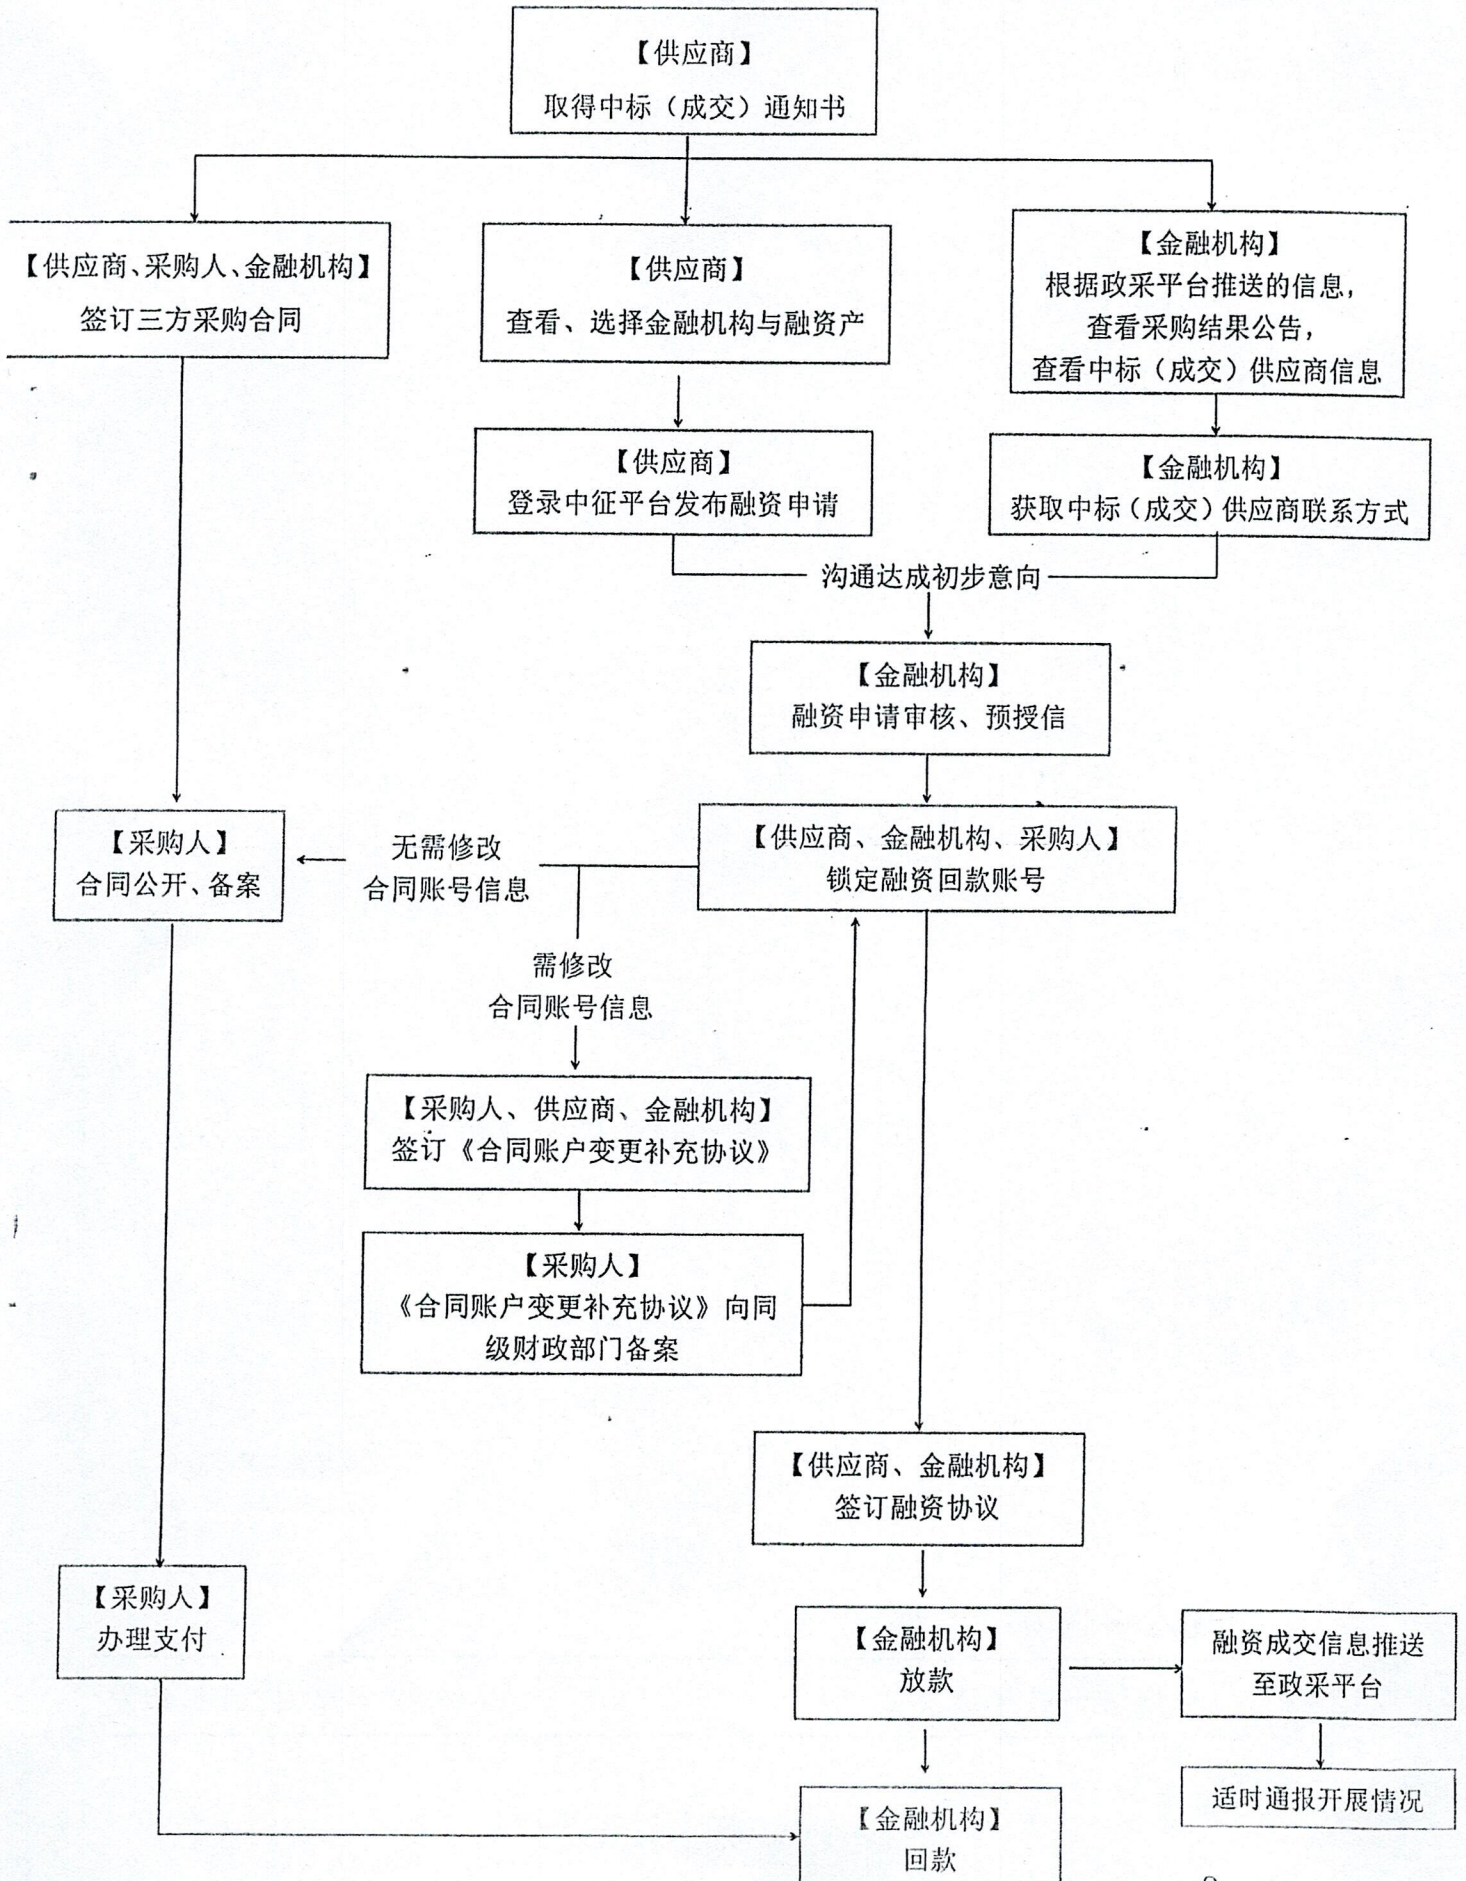 【供应商】
取得中标（成交）通知书
【供应商、采购人、金融机构】
签订三方采购合同
【供应商】
查看、选择金融机构与融资产
【金融机构】
根据政采平台推送的信息，
查看采购结果公告，
查看中标（成交）供应商信息
【供应商】
登录中征平台发布融资申请
【金融机构】
获取中标（成交）供应商联系方式
沟通达成初步意向
【金融机构】
融资申请审核、预授信
【采购人】
合同公开、备案
无需修改
合同账号信息
【供应商、金融机构、采购人】
锁定融资回款账号
需修改
合同账号信息
【采购人、供应商、金融机构】
签订《合同账户变更补充协议》
【采购人】
《合同账户变更补充协议》向同
级财政部门备案
【供应商、金融机构】
签订融资协议
【采购人】
办理支付
【金融机构】
放款
融资成交信息推送
至政采平台
适时通报开展情况
【金融机构】
回款